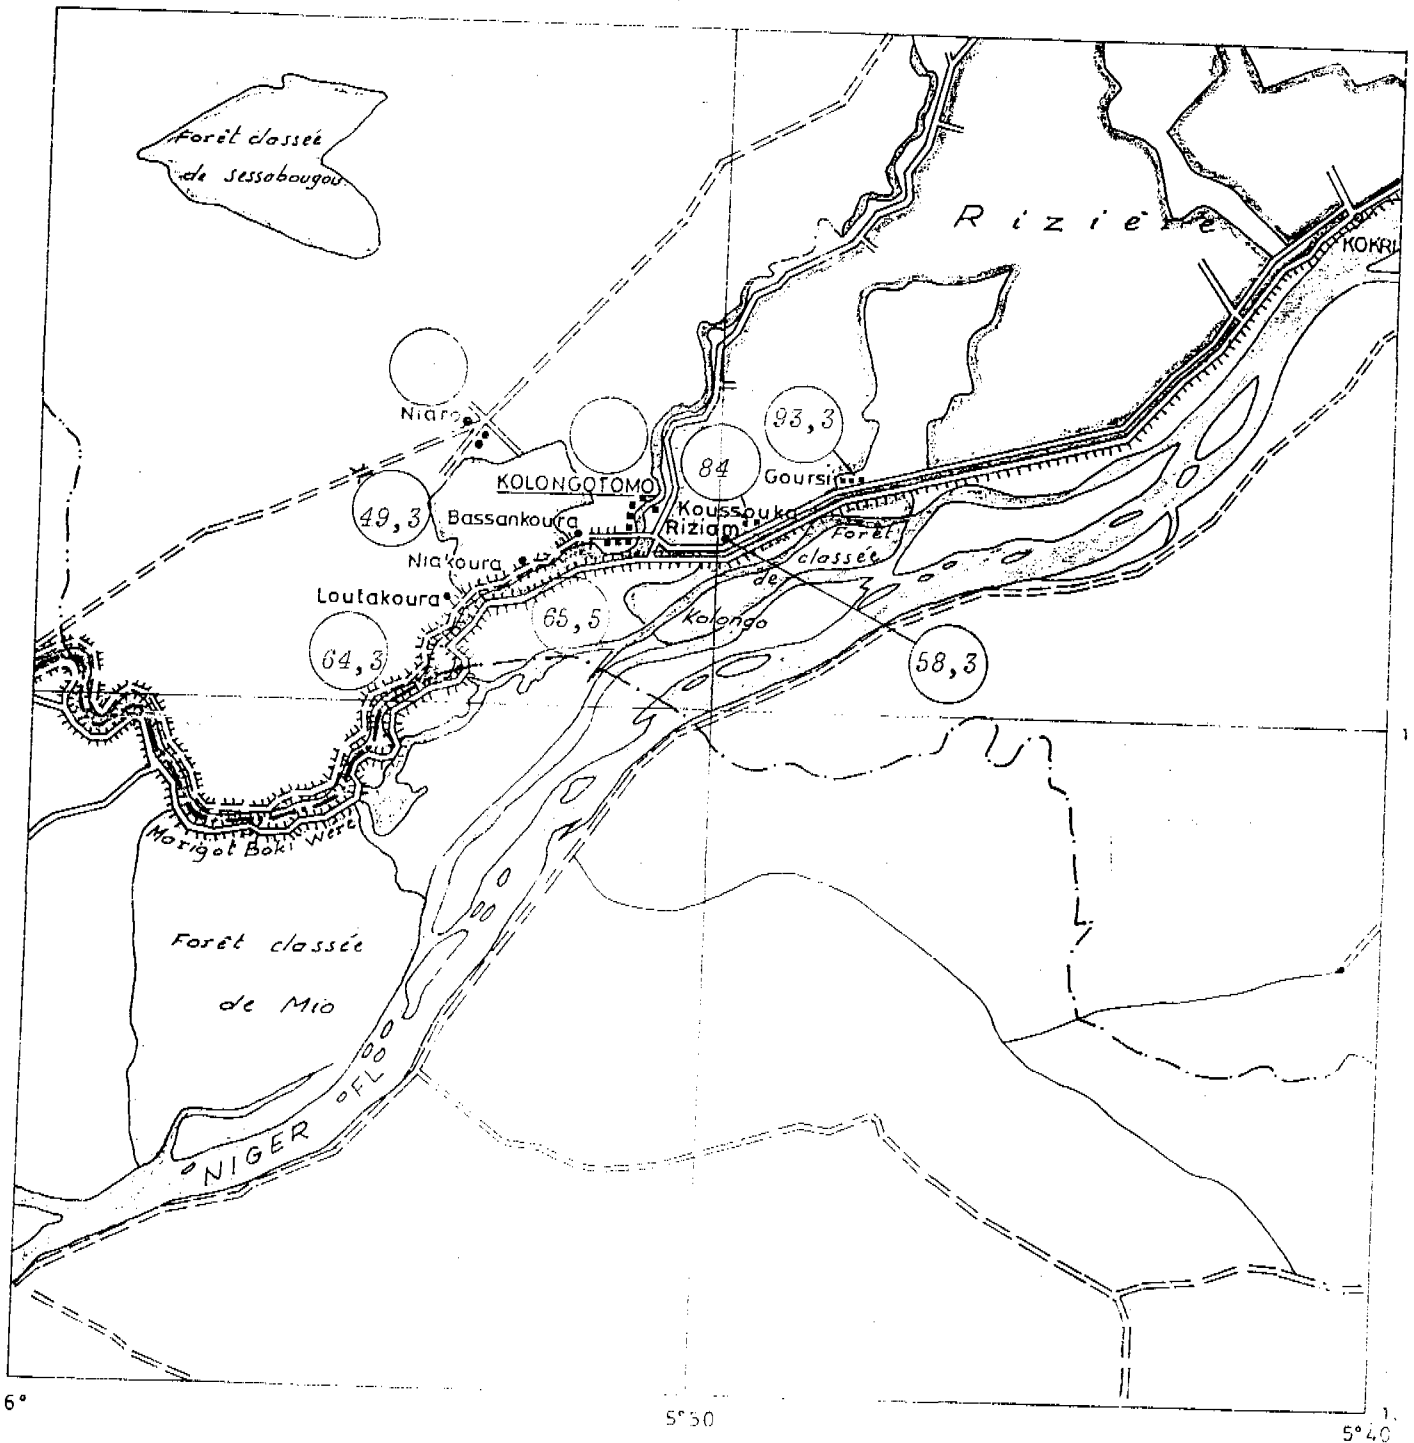 Forêt classée
de Sessabougou
Rizière
KOKRI
Niaro
93,3
84
Goursi
KOLONGOTOMO
49,3
Bassankoura
Koussouka
Riziam
Forêt
classée
de
Kolongo
Niakoura
Loutakoura
65,5
64,3
58,3
Marigot Boki Wéré
Forêt classée
de Mio
NIGER FL
6°
5°50
5°40